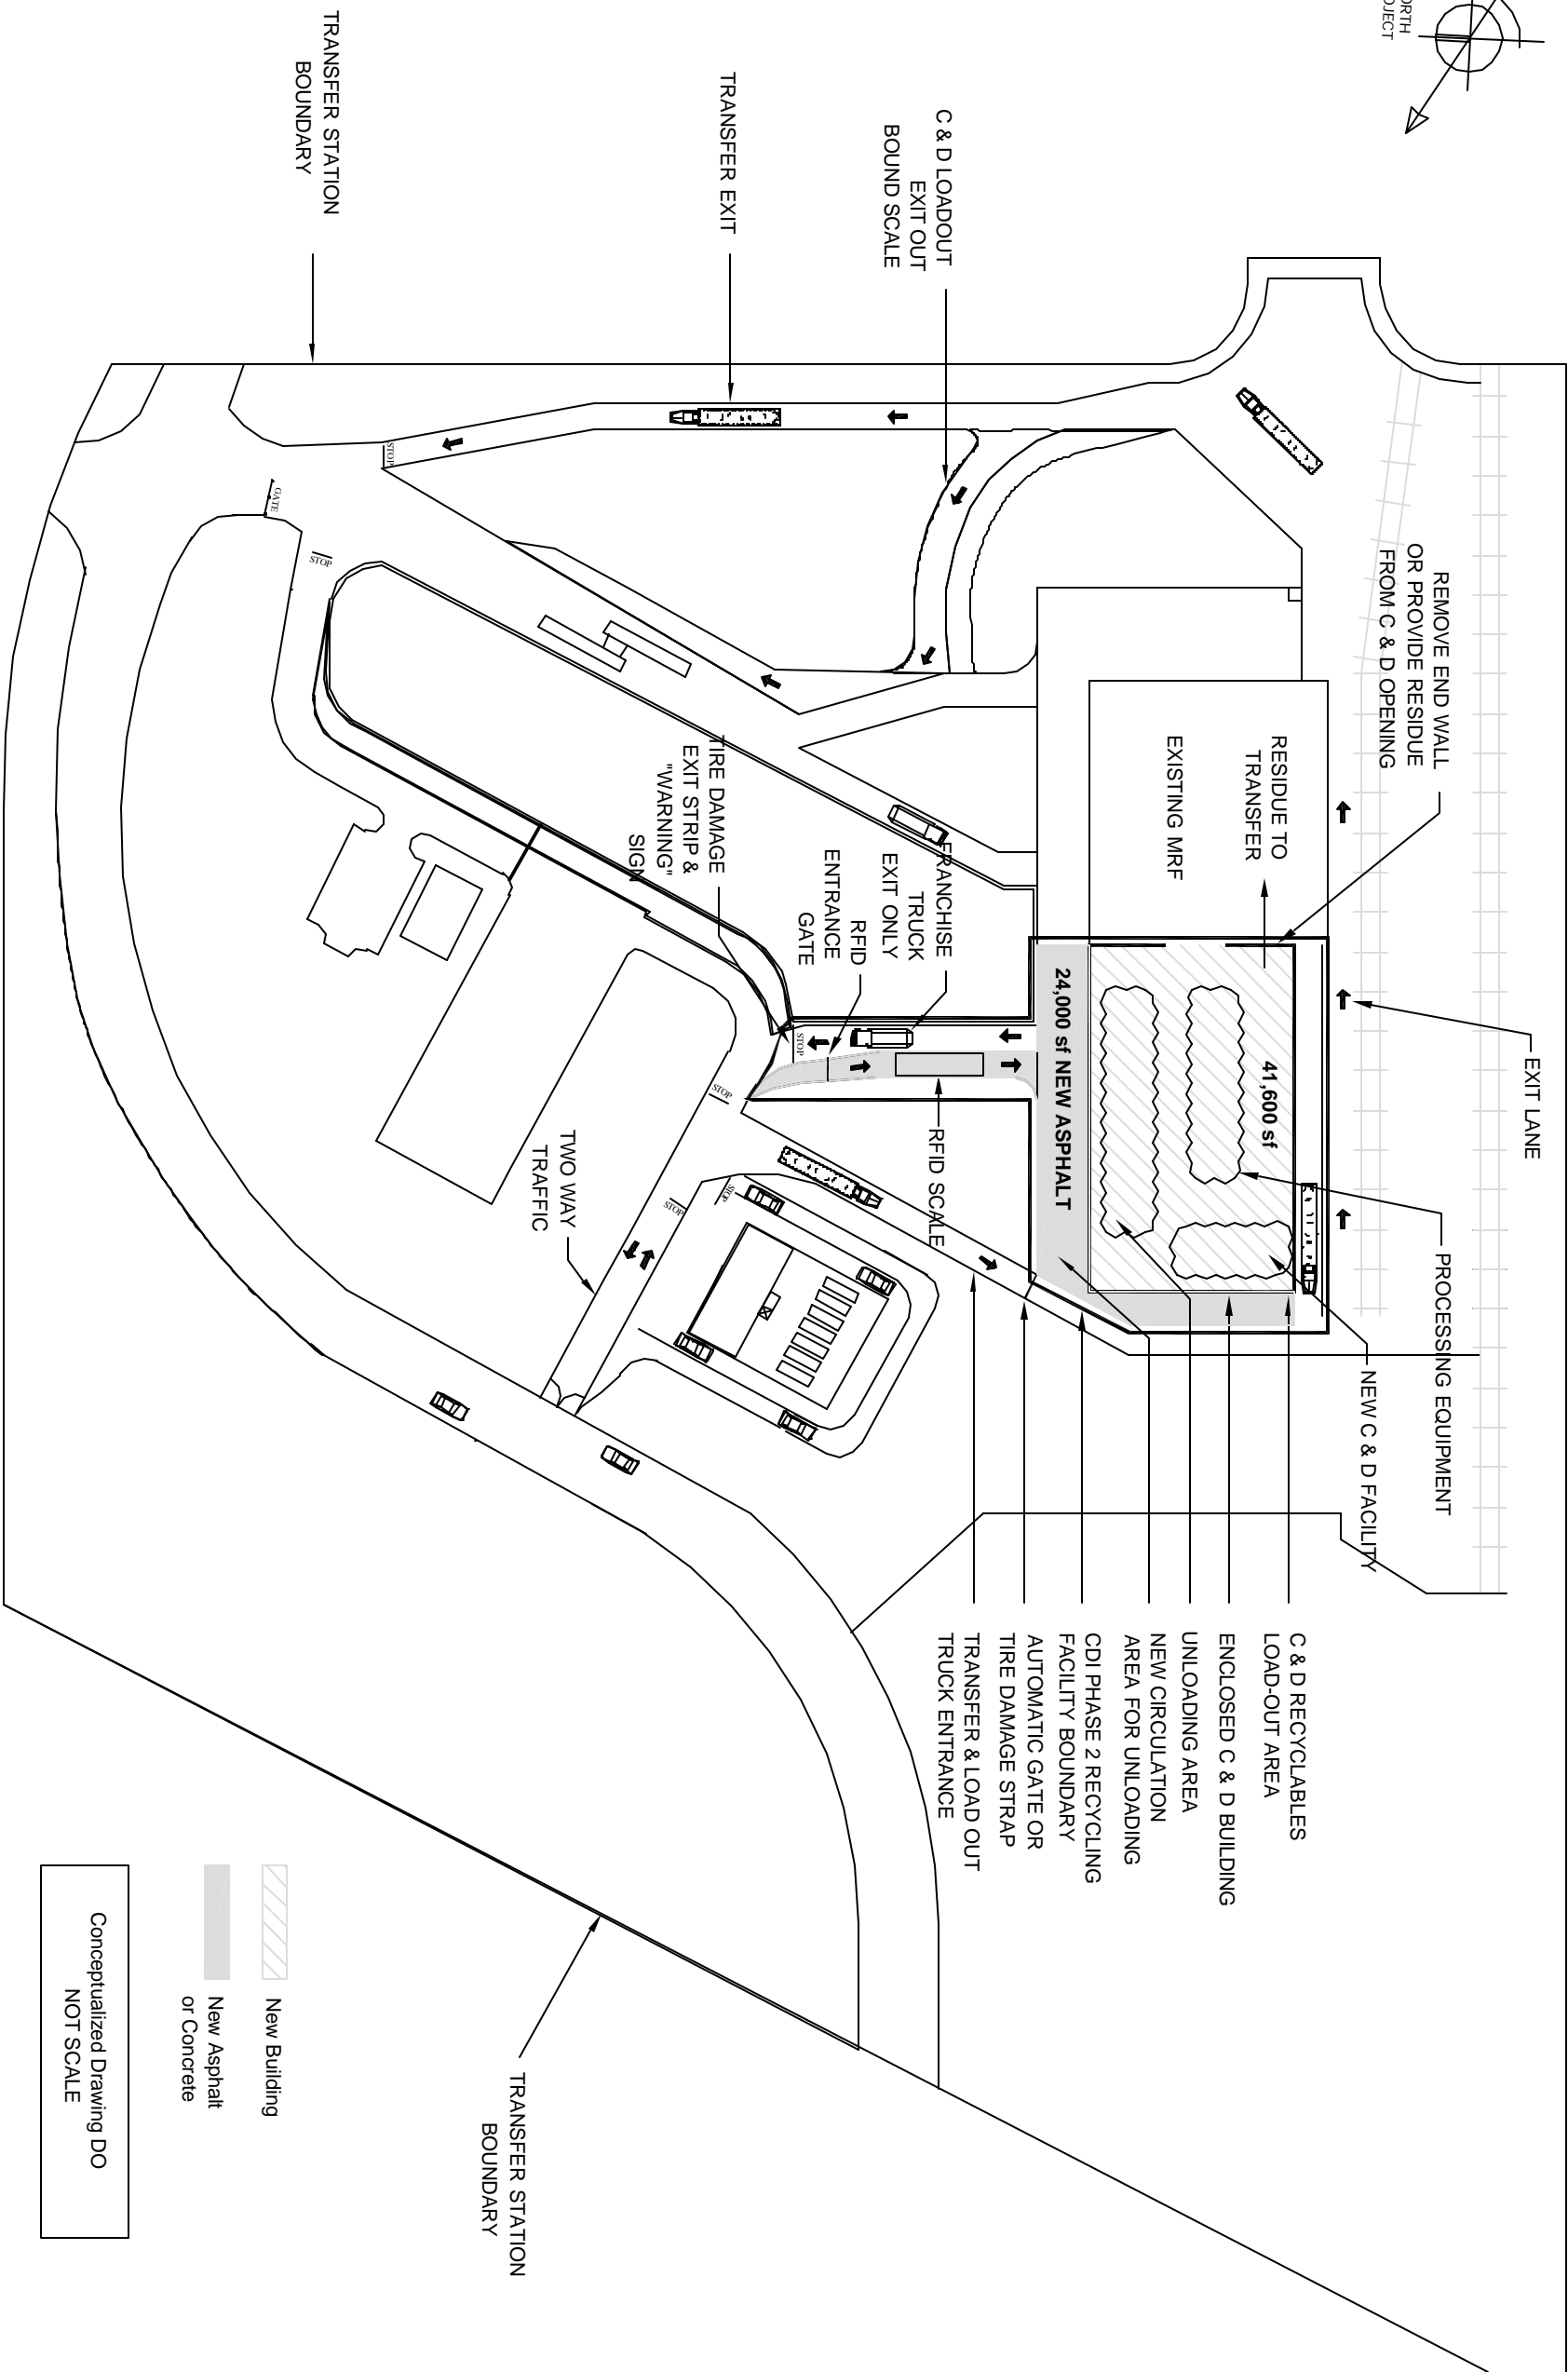 TRANSFER STATION
BOUNDARY
TRANSFER EXIT
C & D LOADOUT
EXIT OUT
BOUND SCALE
REMOVE END WALL
OR PROVIDE RESIDUE
FROM C & D OPENING
RESIDUE TO
TRANSFER
EXISTING MRF
EXIT LANE
PROCESSING EQUIPMENT
NEW C & D FACILITY
41,600 sf
24,000 sf NEW ASPHALT
FRANCHISE
TRUCK
EXIT ONLY
RFID
ENTRANCE
GATE
TIRE DAMAGE
EXIT STRIP &
"WARNING"
SIGN
RFID SCALE
TWO WAY
TRAFFIC
STOP
GATE
STOP
STOP
STOP
STOP
STOP
C & D RECYCLABLES
LOAD-OUT AREA
ENCLOSED C & D BUILDING
UNLOADING AREA
NEW CIRCULATION
AREA FOR UNLOADING
CDI PHASE 2 RECYCLING
FACILITY BOUNDARY
AUTOMATIC GATE OR
TIRE DAMAGE STRAP
TRANSFER & LOAD OUT
TRUCK ENTRANCE
TRANSFER STATION
BOUNDARY
New Building
New Asphalt
or Concrete
Conceptualized Drawing DO
NOT SCALE